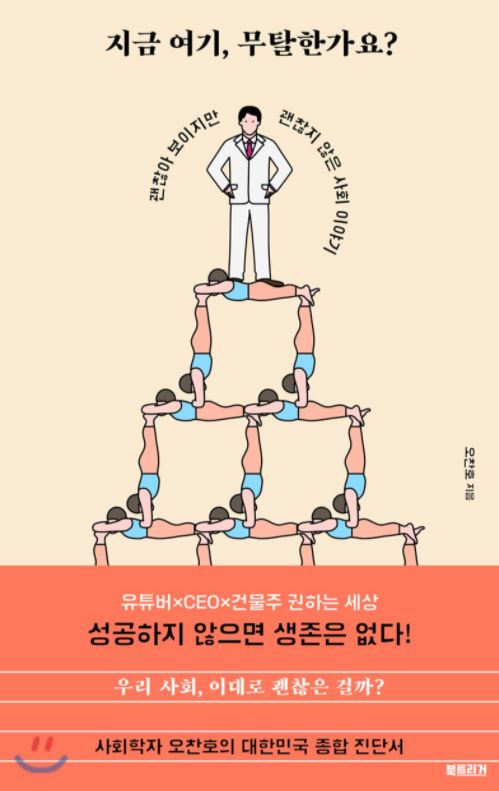 지금 여기, 무탈한가요?
괜찮아 보이지만
괜찮지 않은 사회 이야기
오찬호 지음
유튜버×CEO×건물주 권하는 세상
성공하지 않으면 생존은 없다!
우리 사회, 이대로 괜찮은 걸까?
사회학자 오찬호의 대한민국 종합 진단서
북트리거